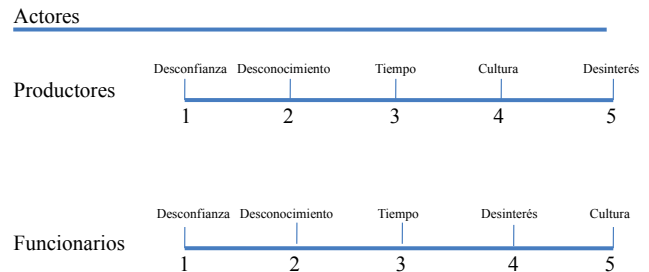 Actores
Desconfianza Desconocimiento Tiempo Cultura Desinterés
Productores
1 2 3 4 5
Desconfianza Desconocimiento Tiempo Desinterés Cultura
Funcionarios
1 2 3 4 5